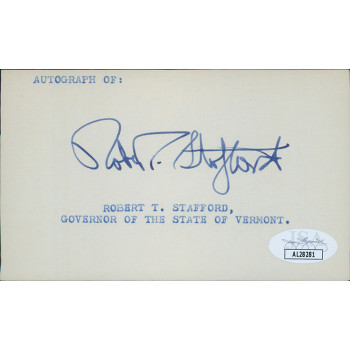 AUTOGRAPH OF:
Robt. T. Stafford
ROBERT T. STAFFORD,
GOVERNOR OF THE STATE OF VERMONT.
JSA
AL28281